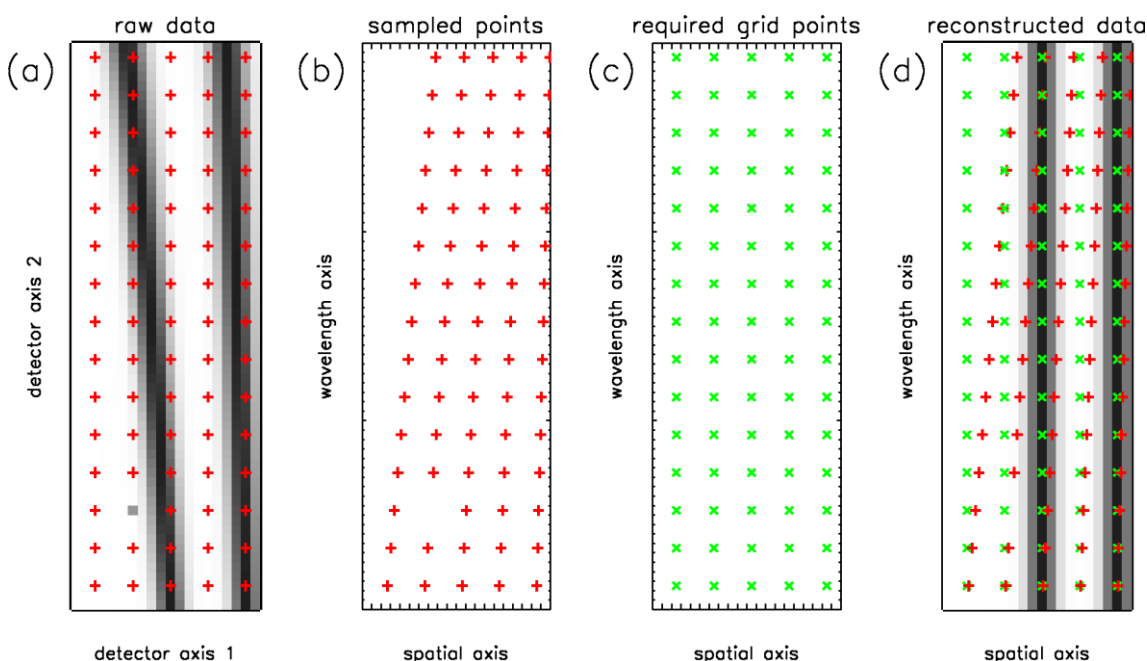 raw data
sampled points
required grid points
reconstructed data
(a)
(b)
(c)
(d)
detector axis 2
wavelength axis
wavelength axis
wavelength axis
detector axis 1
spatial axis
spatial axis
spatial axis